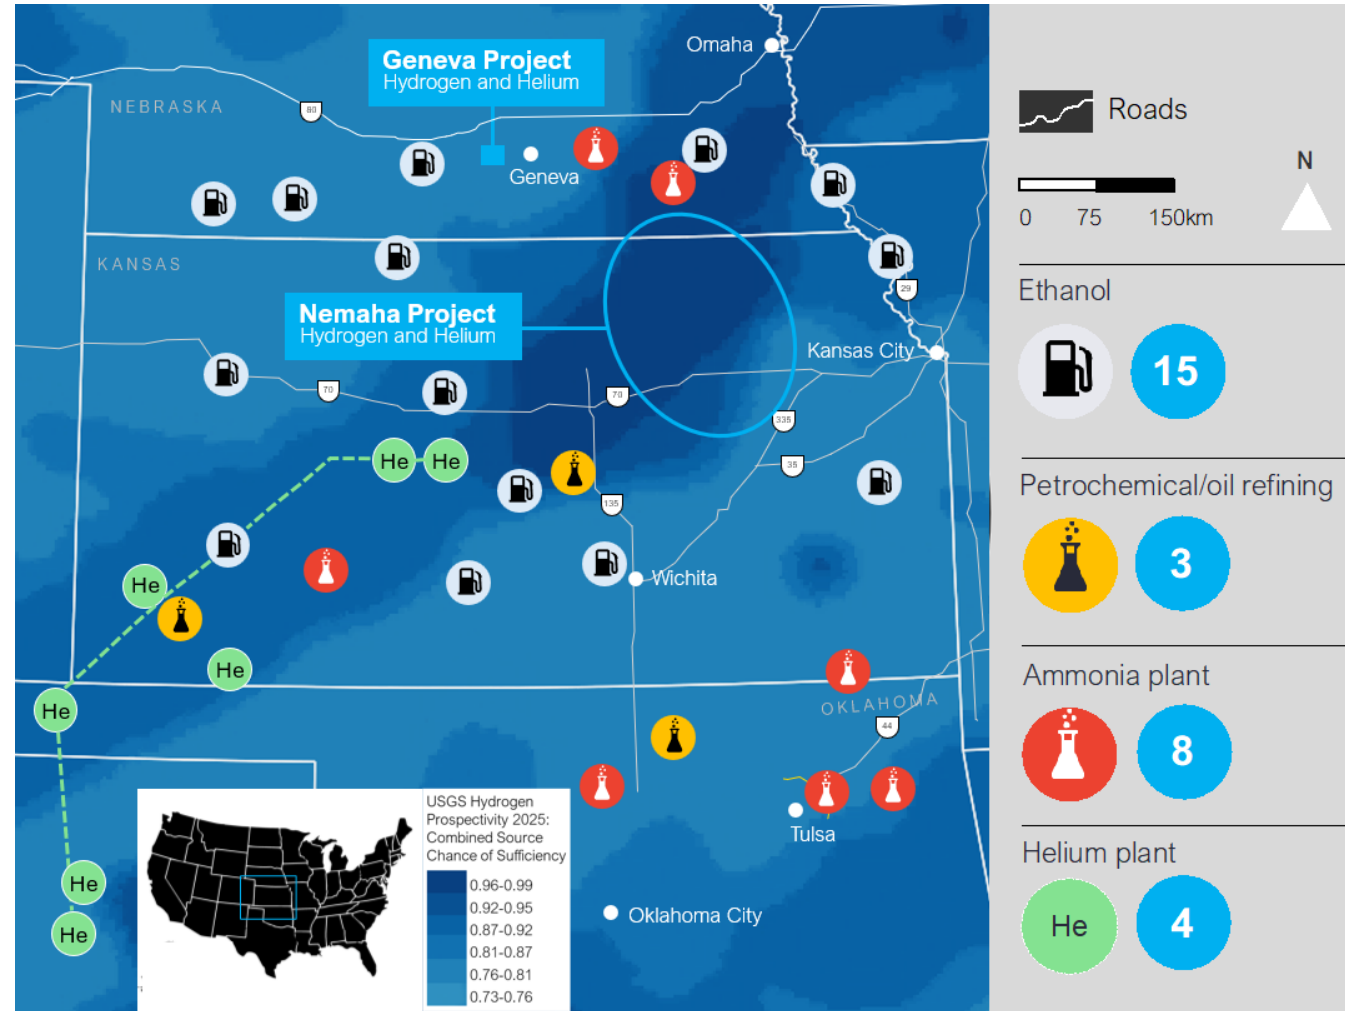 Geneva Project
Hydrogen and Helium
Omaha
NEBRASKA
80
Geneva
KANSAS
Nemaha Project
Hydrogen and Helium
29
Kansas City
70
70
335
35
He
He
135
He
Wichita
He
He
OKLAHOMA
44
Tulsa
He
He
Oklahoma City
USGS Hydrogen
Prospectivity 2025:
Combined Source
Chance of Sufficiency
0.96-0.99
0.92-0.95
0.87-0.92
0.81-0.87
0.76-0.81
0.73-0.76
Roads
N
0 75 150km
Ethanol
15
Petrochemical/oil refining
3
Ammonia plant
8
Helium plant
He
4